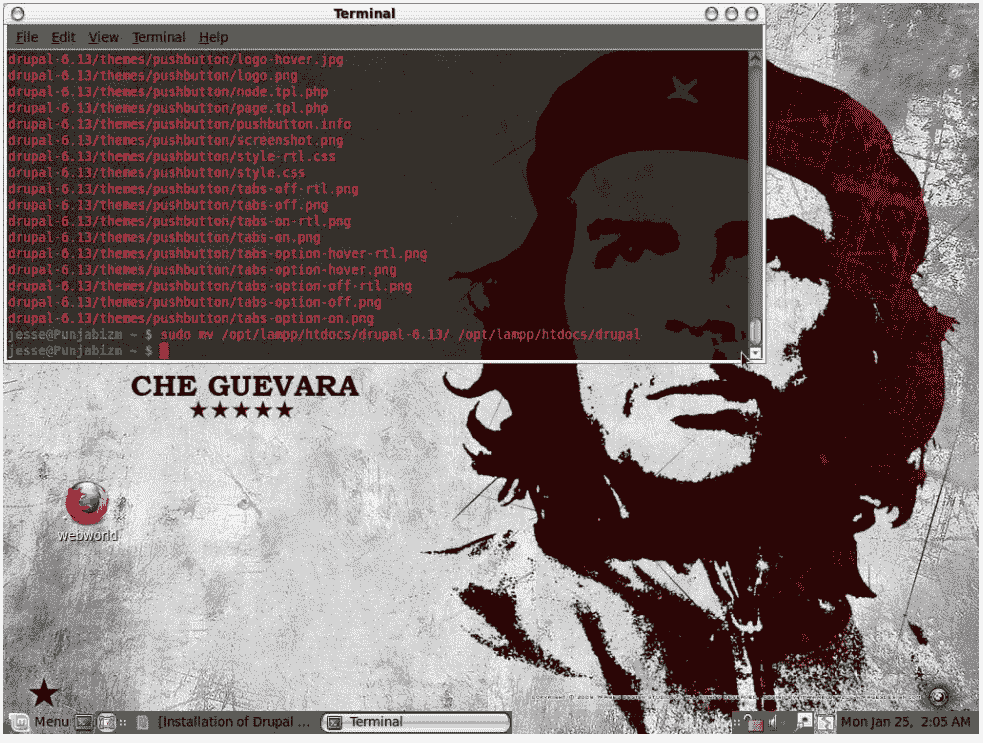 Terminal
File Edit View Terminal Help
drupal-6.13/themes/pushbutton/logo-hover.jpg
drupal-6.13/themes/pushbutton/logo.png
drupal-6.13/themes/pushbutton/node.tpl.php
drupal-6.13/themes/pushbutton/page.tpl.php
drupal-6.13/themes/pushbutton/pushbutton.info
drupal-6.13/themes/pushbutton/screenshot.png
drupal-6.13/themes/pushbutton/style-rtl.css
drupal-6.13/themes/pushbutton/style.css
drupal-6.13/themes/pushbutton/tabs-off-rtl.png
drupal-6.13/themes/pushbutton/tabs-off.png
drupal-6.13/themes/pushbutton/tabs-on-rtl.png
drupal-6.13/themes/pushbutton/tabs-on.png
drupal-6.13/themes/pushbutton/tabs-option-hover-rtl.png
drupal-6.13/themes/pushbutton/tabs-option-hover.png
drupal-6.13/themes/pushbutton/tabs-option-off-rtl.png
drupal-6.13/themes/pushbutton/tabs-option-off.png
drupal-6.13/themes/pushbutton/tabs-option-on.png
jesse@Punjabizm ~ $ sudo mv /opt/lampp/htdocs/drupal-6.13/ /opt/lampp/htdocs/drupal
jesse@Punjabizm ~ $
CHE GUEVARA
webworld
Menu [Installation of Drupal ... Terminal Mon Jan 25, 2:05 AM